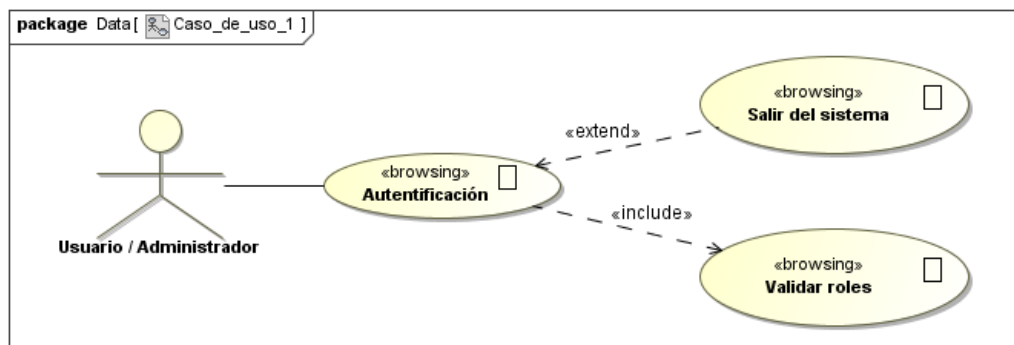 package Data[ Caso_de_uso_1 ]
«browsing»
Salir del sistema
«extend»
«browsing»
Autentificación
«include»
Usuario / Administrador
«browsing»
Validar roles